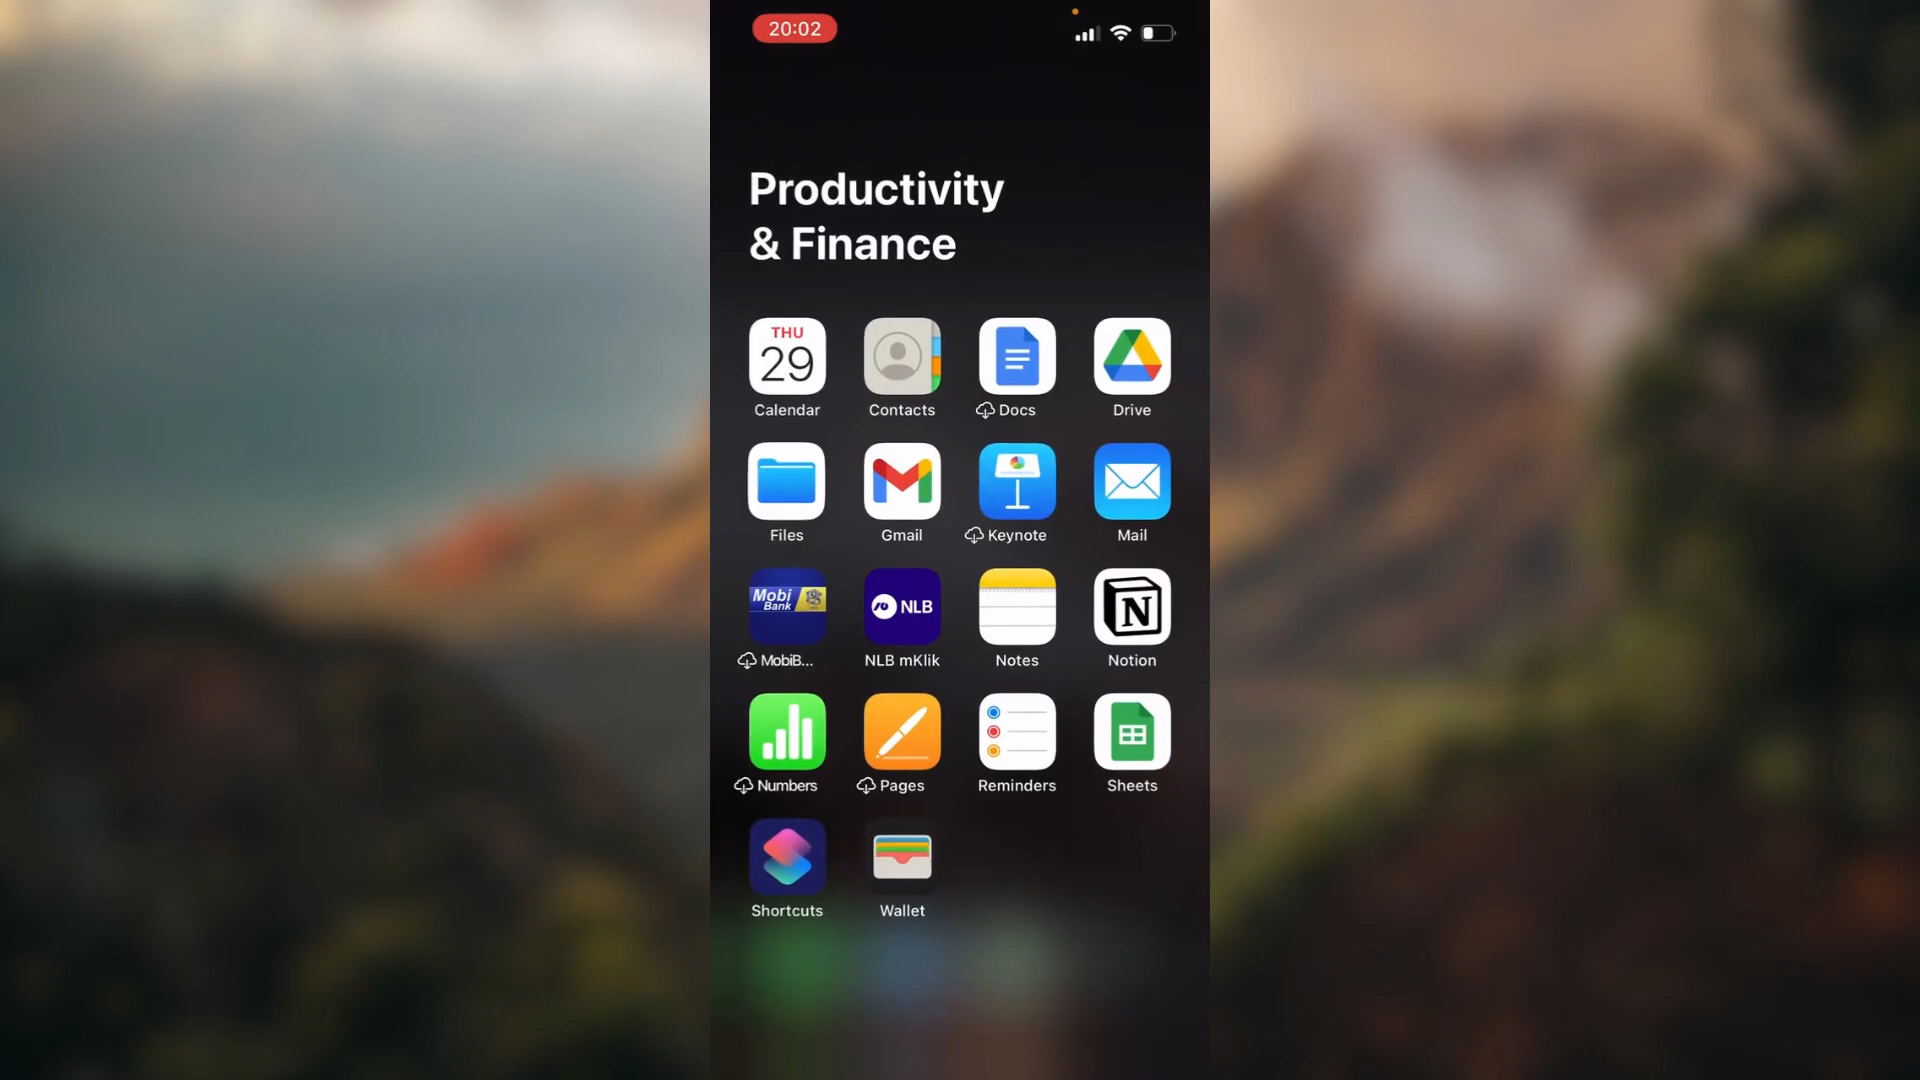 20:02
Productivity
& Finance
THU
29
Calendar
Contacts
Docs
Drive
Files
Gmail
Keynote
Mail
Mobi
Bank
NLB
MobiB...
NLB mKlik
Notes
N
Notion
Numbers
Pages
Reminders
Sheets
Shortcuts
Wallet